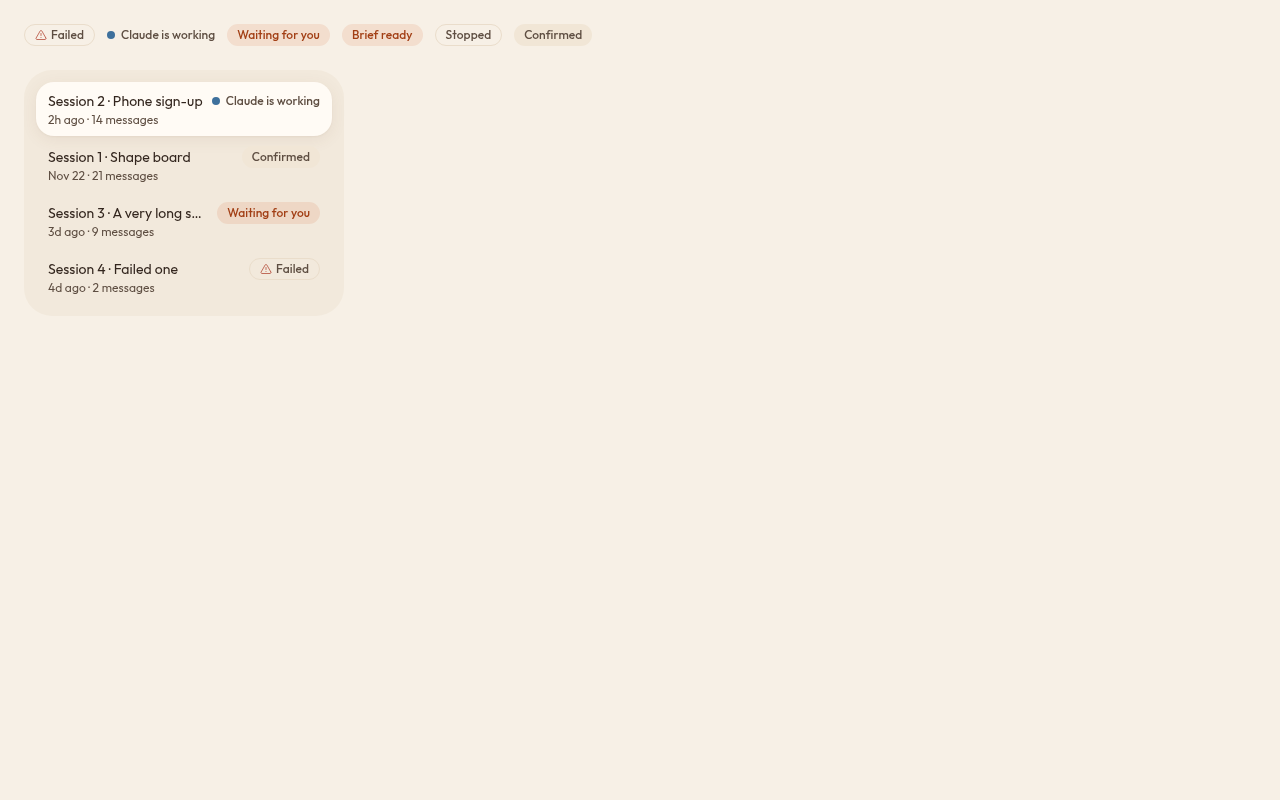 Failed Claude is working Waiting for you Brief ready Stopped Confirmed
Session 2 · Phone sign-up Claude is working
2h ago · 14 messages
Session 1 · Shape board Confirmed
Nov 22 · 21 messages
Session 3 · A very long s... Waiting for you
3d ago · 9 messages
Session 4 · Failed one Failed
4d ago · 2 messages